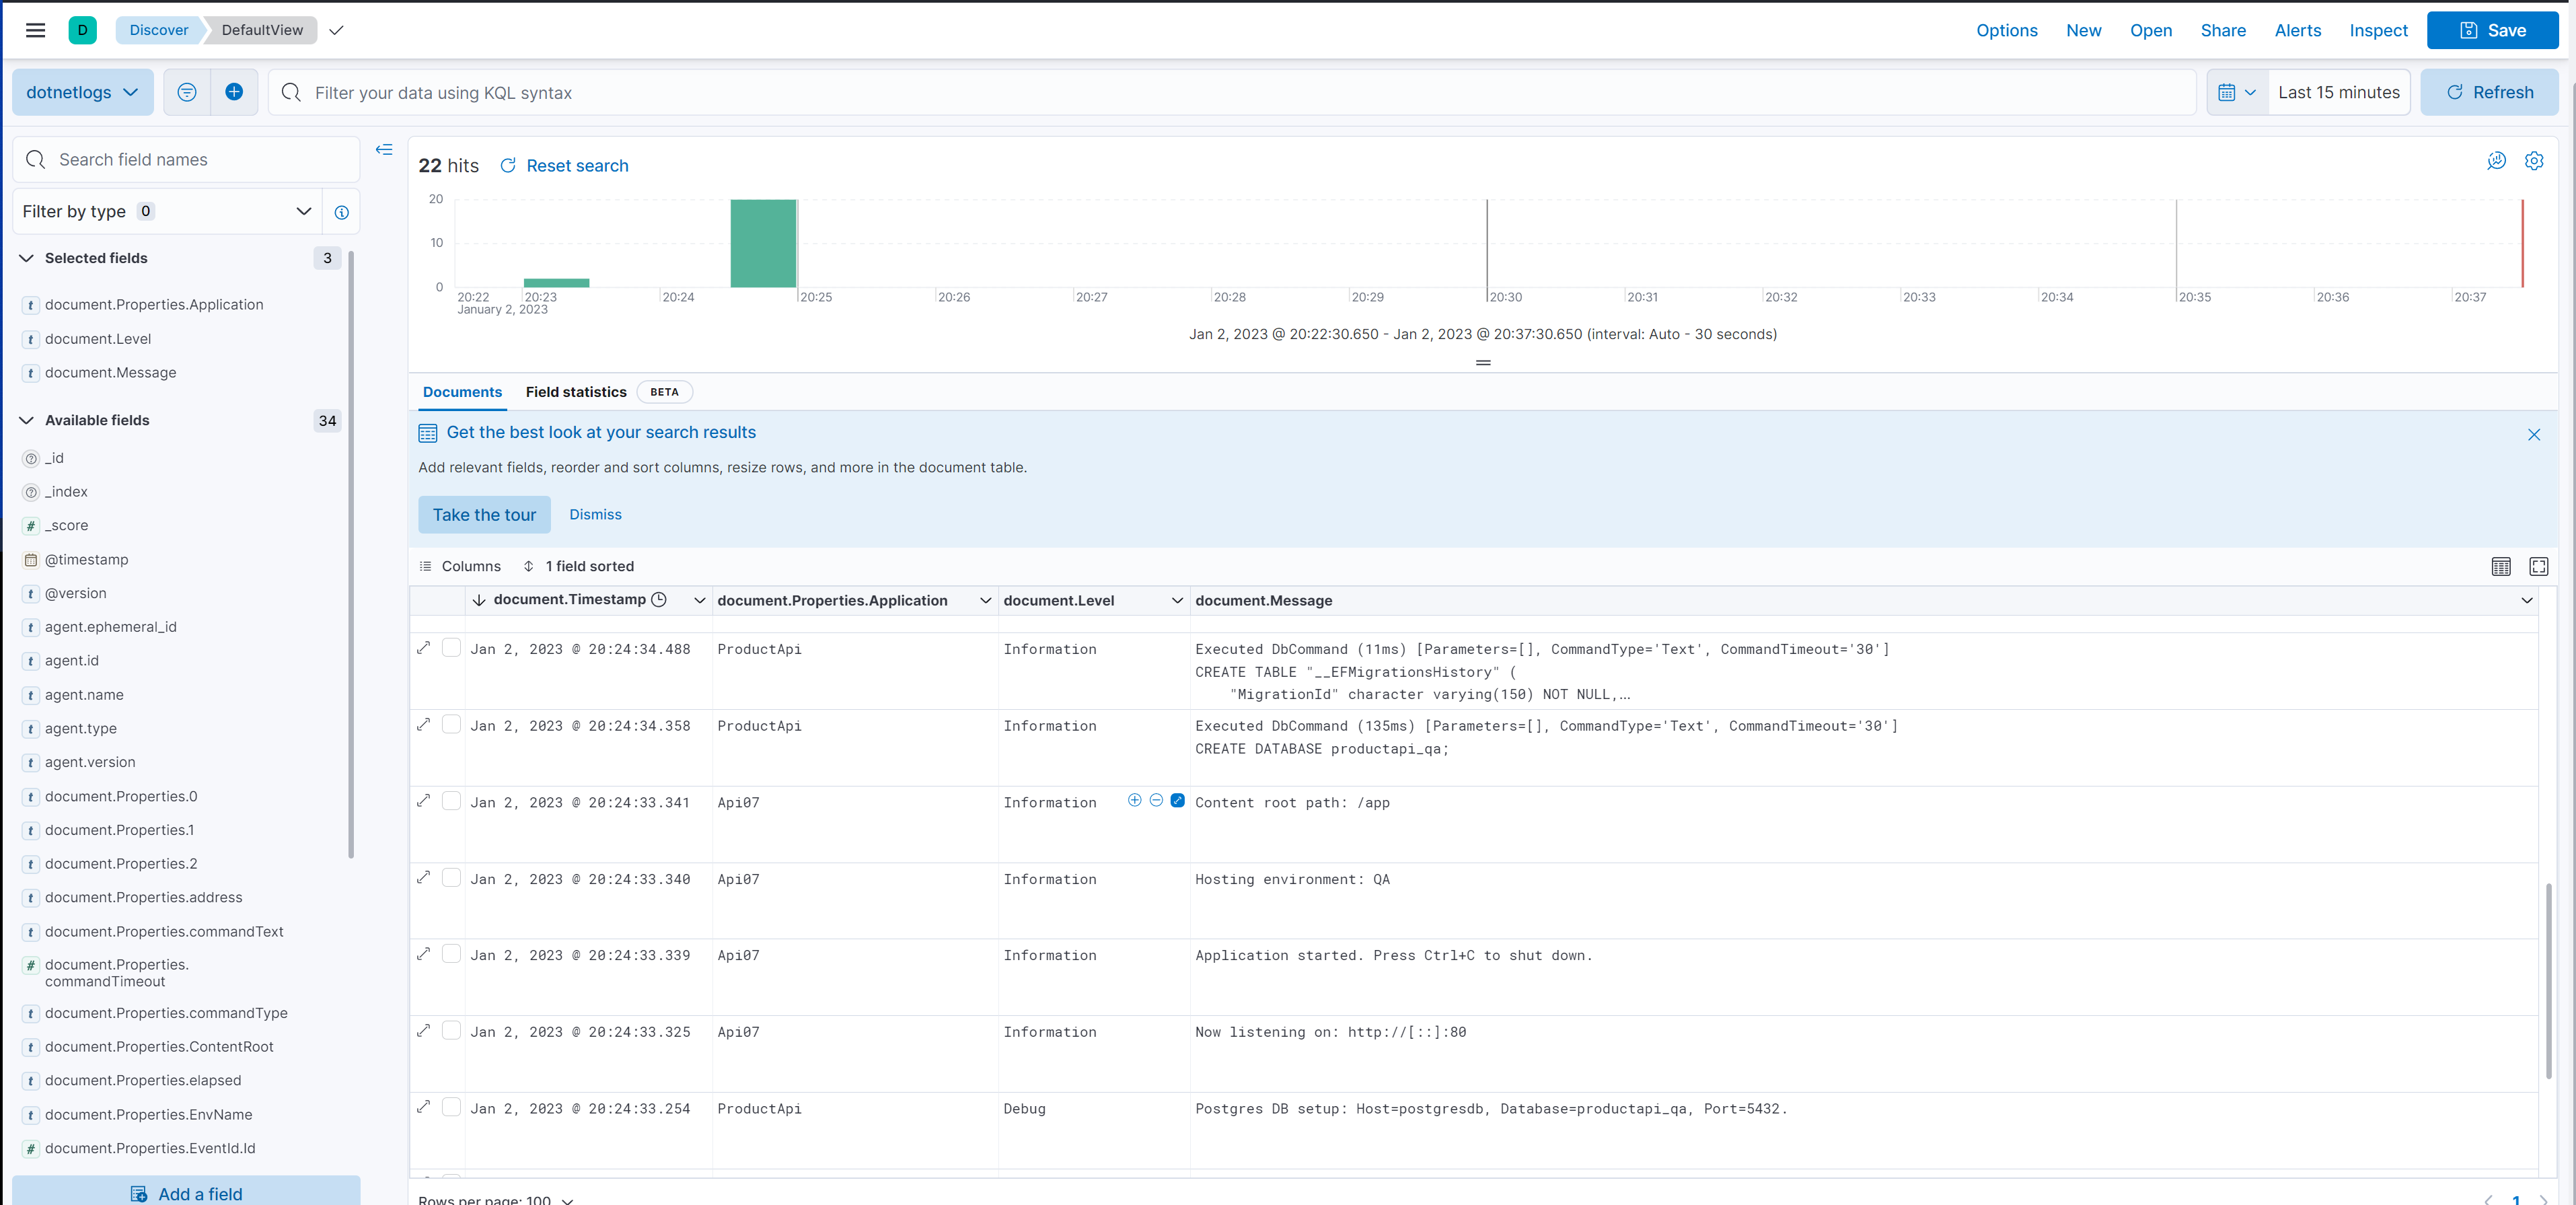 D Discover DefaultView Options New Open Share Alerts Inspect Save
dotnetlogs Filter your data using KQL syntax Last 15 minutes Refresh
Search field names
Filter by type 0
Selected fields 3
t document.Properties.Application
t document.Level
t document.Message
Available fields 34
_id
_index
# _score
@timestamp
t @version
t agent.ephemeral_id
t agent.id
t agent.name
t agent.type
t agent.version
t document.Properties.0
t document.Properties.1
t document.Properties.2
t document.Properties.address
t document.Properties.commandText
# document.Properties.
commandTimeout
t document.Properties.commandType
t document.Properties.ContentRoot
t document.Properties.elapsed
t document.Properties.EnvName
# document.Properties.EventId.Id
Add a field
22 hits Reset search
20
10
0
20:22 20:23 20:24 20:25 20:26 20:27 20:28 20:29 20:30 20:31 20:32 20:33 20:34 20:35 20:36 20:37
January 2, 2023
Jan 2, 2023 @ 20:22:30.650 - Jan 2, 2023 @ 20:37:30.650 (interval: Auto - 30 seconds)
Documents Field statistics BETA
Get the best look at your search results
Add relevant fields, reorder and sort columns, resize rows, and more in the document table.
Take the tour Dismiss
Columns 1 field sorted
document.Timestamp document.Properties.Application document.Level document.Message
Jan 2, 2023 @ 20:24:34.488 ProductApi Information Executed DbCommand (11ms) [Parameters=[], CommandType='Text', CommandTimeout='30']
CREATE TABLE "__EFMigrationsHistory" (
"MigrationId" character varying(150) NOT NULL,...
Jan 2, 2023 @ 20:24:34.358 ProductApi Information Executed DbCommand (135ms) [Parameters=[], CommandType='Text', CommandTimeout='30']
CREATE DATABASE productapi_qa;
Jan 2, 2023 @ 20:24:33.341 Api07 Information Content root path: /app
Jan 2, 2023 @ 20:24:33.340 Api07 Information Hosting environment: QA
Jan 2, 2023 @ 20:24:33.339 Api07 Information Application started. Press Ctrl+C to shut down.
Jan 2, 2023 @ 20:24:33.325 Api07 Information Now listening on: http://[::]:80
Jan 2, 2023 @ 20:24:33.254 ProductApi Debug Postgres DB setup: Host=postgresdb, Database=productapi_qa, Port=5432.
Rows per page: 100 1